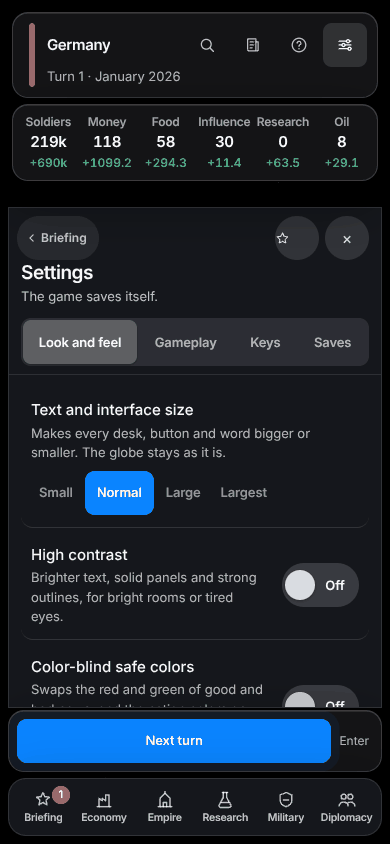 Germany
Turn 1 · January 2026
Soldiers Money Food Influence Research Oil
219k 118 58 30 0 8
+690k +1099.2 +294.3 +11.4 +63.5 +29.1
Briefing
Settings
The game saves itself.
Look and feel Gameplay Keys Saves
Text and interface size
Makes every desk, button and word bigger or
smaller. The globe stays as it is.
Small Normal Large Largest
High contrast
Brighter text, solid panels and strong
outlines, for bright rooms or tired
eyes.
Off
Color-blind safe colors
Swaps the red and green of good and
Off
Next turn Enter
1
Briefing Economy Empire Research Military Diplomacy